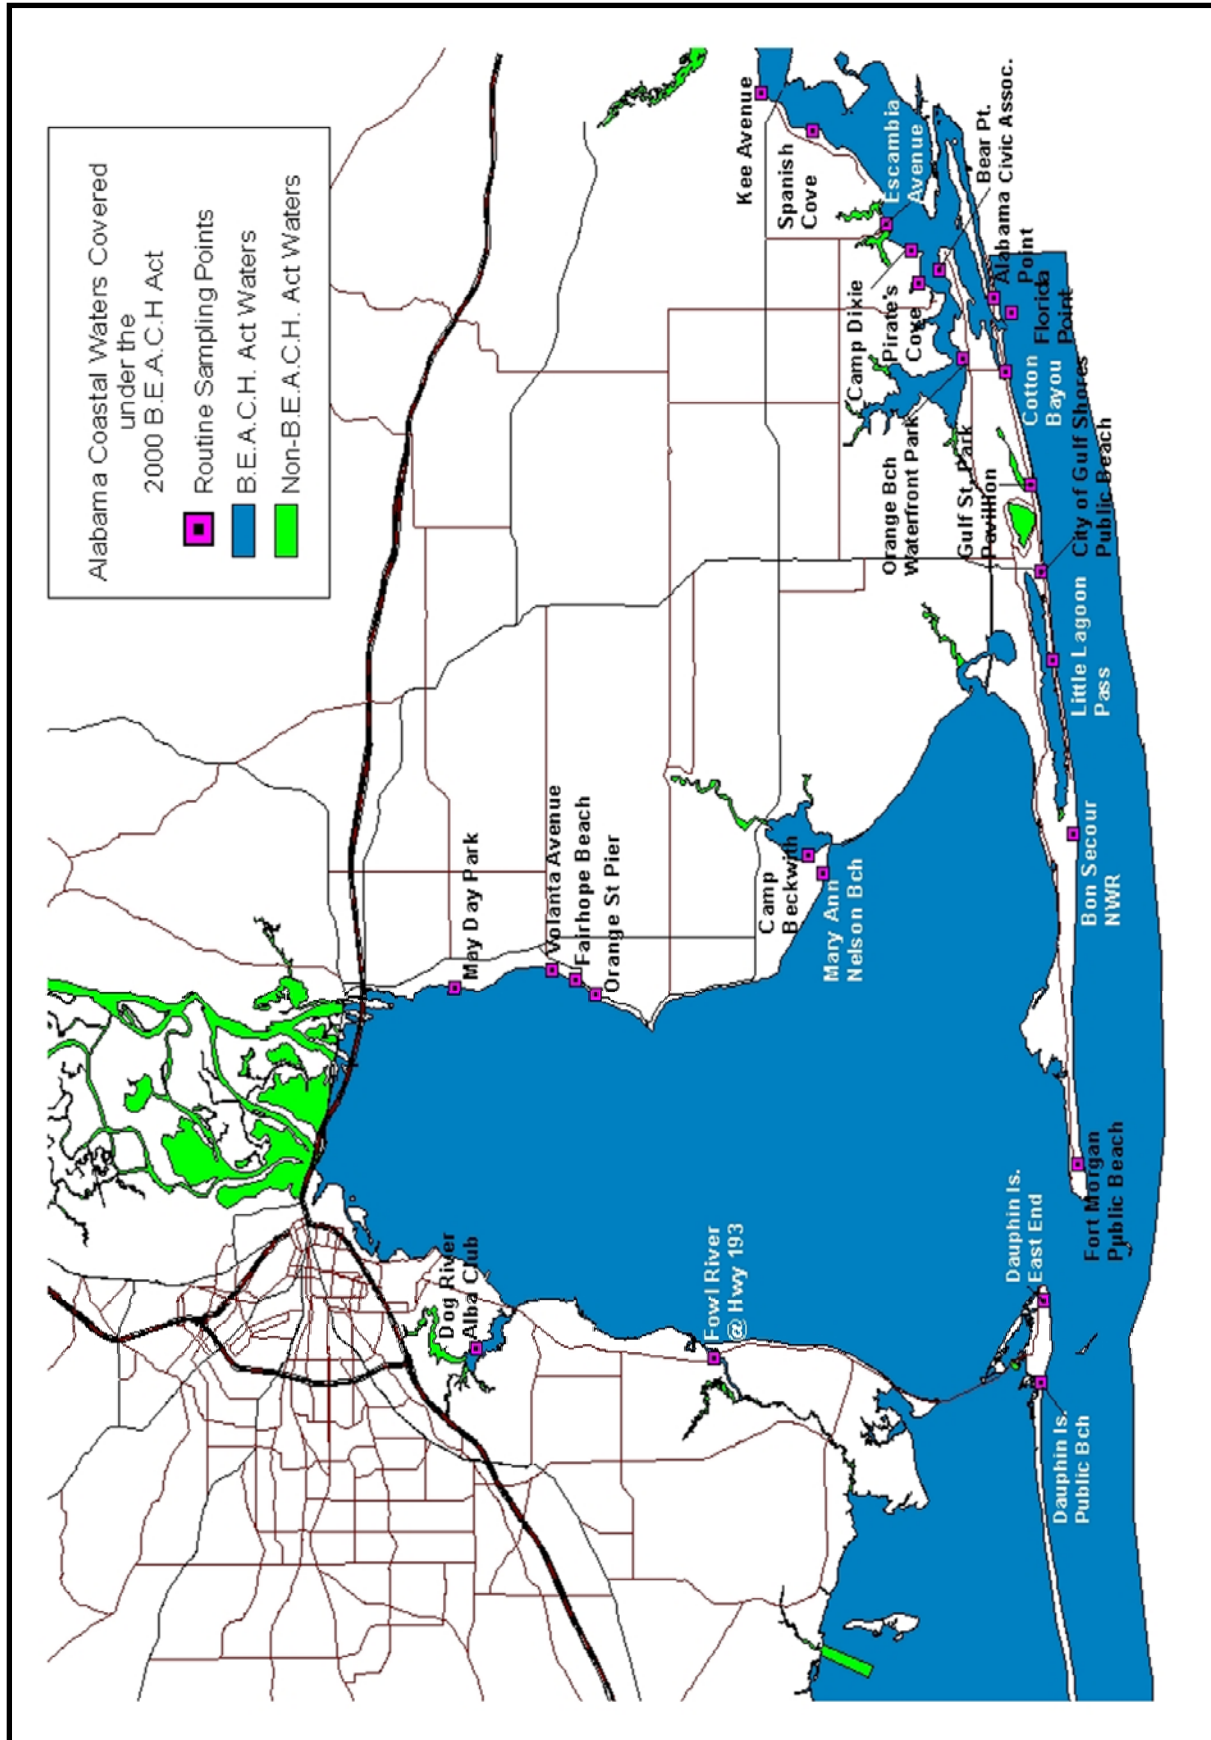 Alabama Coastal Waters Covered
under the
2000 B.E.A.C.H Act
Routine Sampling Points
B.E.A.C.H. Act Waters
Non-B.E.A.C.H. Act Waters
Kee Avenue
Spanish
Cove
Escambia
Avenue
Bear Pt.
Alabama Civic Assoc.
Point
Camp Dixie
Pirate's
Cove
Florida
Point
Orange Bch
Waterfront Park
Cotton
Bayou
Gulf St. Park
Pavillion
City of Gulf Shores
Public Beach
Little Lagoon
Pass
Bon Secour
NWR
May Day Park
Volanta Avenue
Fairhope Beach
Orange St Pier
Camp
Beckwith
Mary Ann
Nelson Bch
Fort Morgan
Public Beach
Dog River
Alba Club
Fowl River
@ Hwy 193
Dauphin Is.
East End
Dauphin Is.
Public Bch